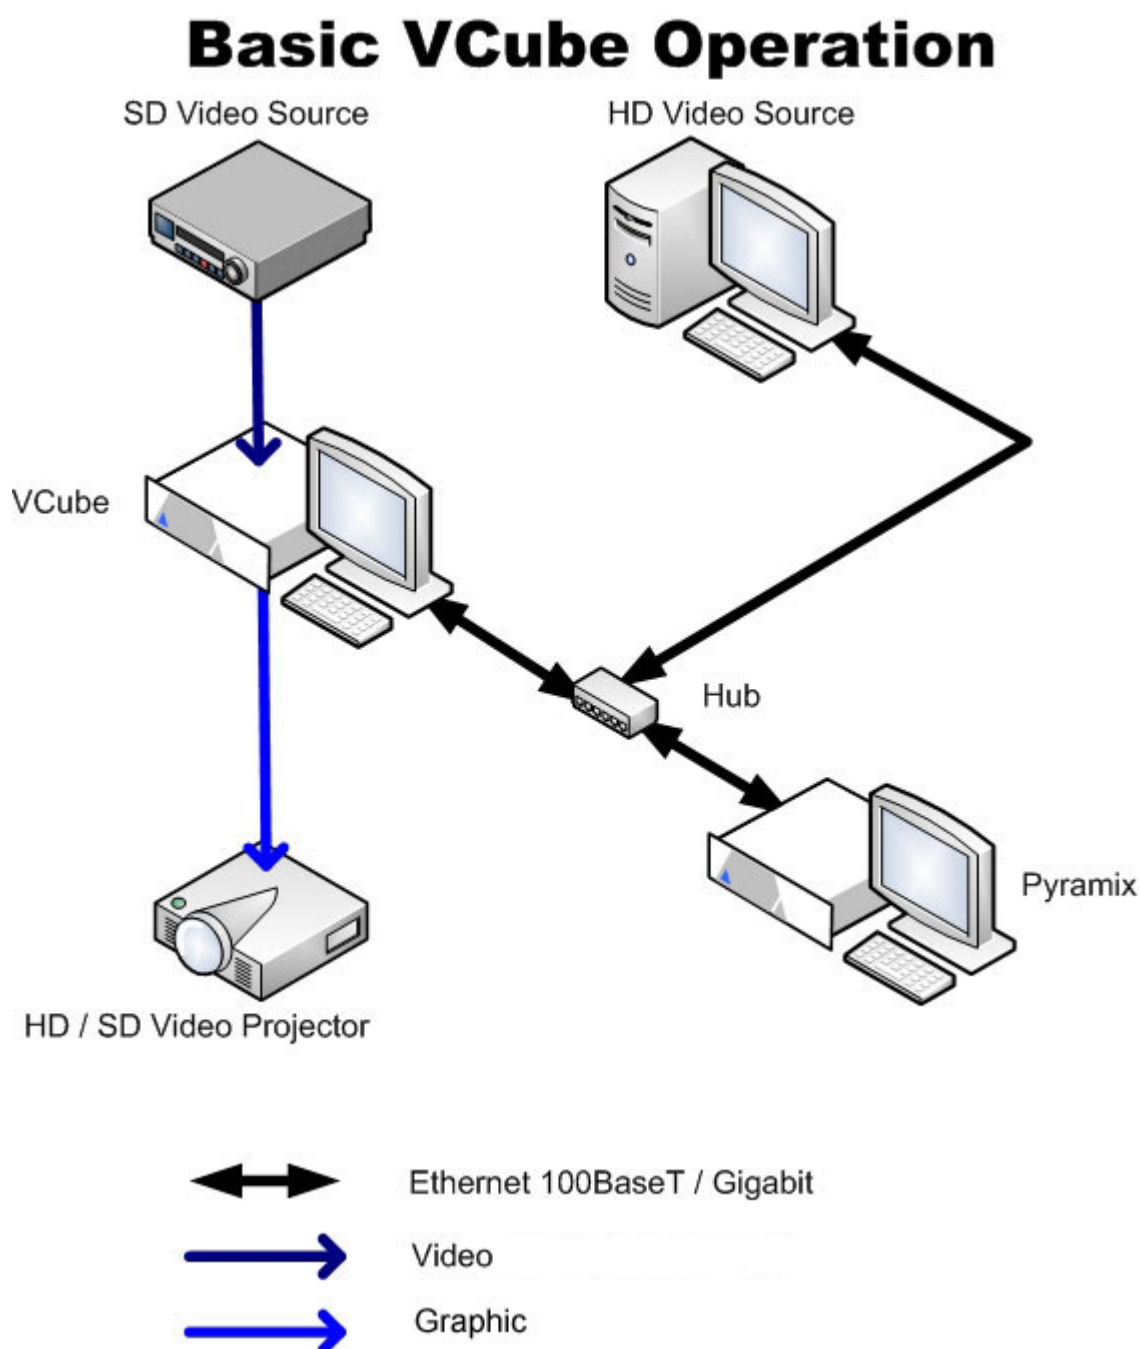 Basic VCube Operation
SD Video Source
HD Video Source
VCube
Hub
Pyramix
HD / SD Video Projector
Ethernet 100BaseT / Gigabit
Video
Graphic